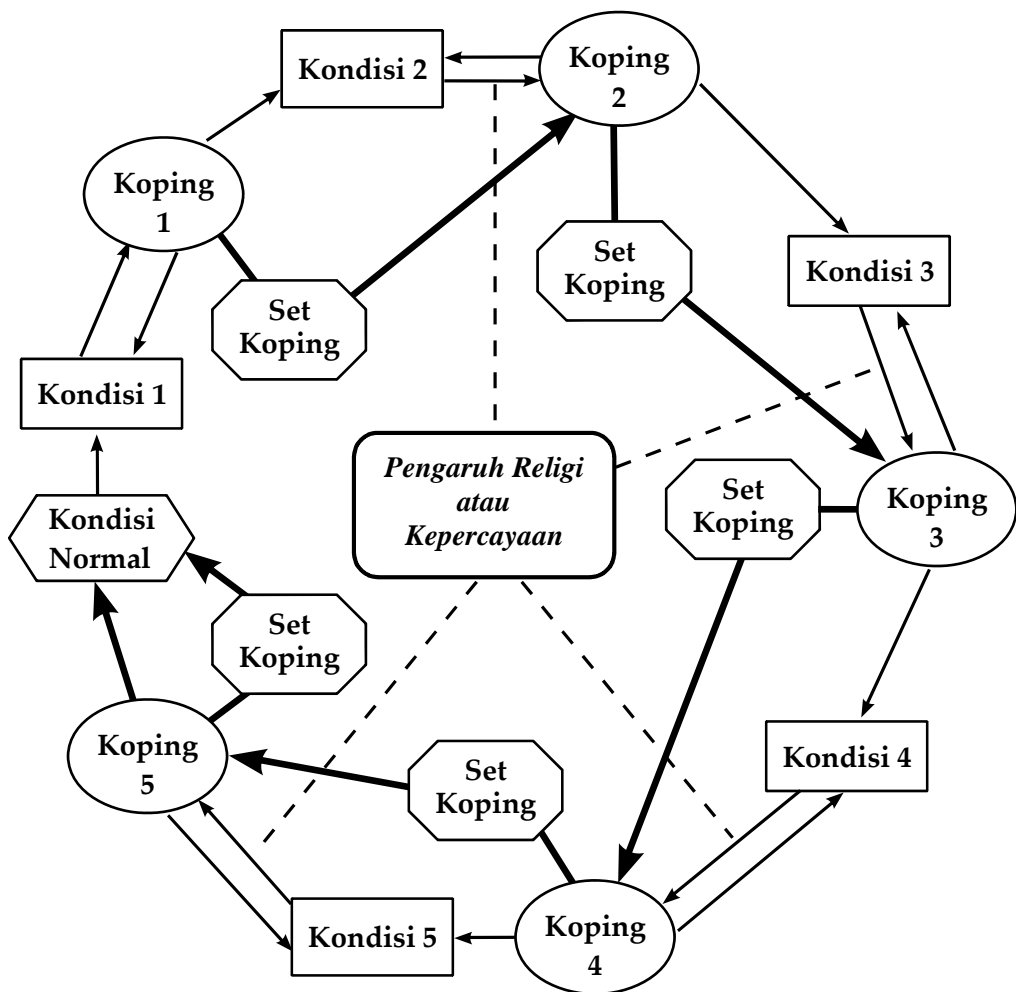 Kondisi 2
Koping
2
Koping
1
Set
Koping
Set
Koping
Kondisi 3
Kondisi 1
Pengaruh Religi
atau
Kepercayaan
Set
Koping
Koping
3
Kondisi
Normal
Set
Koping
Koping
5
Set
Koping
Kondisi 4
Kondisi 5
Koping
4